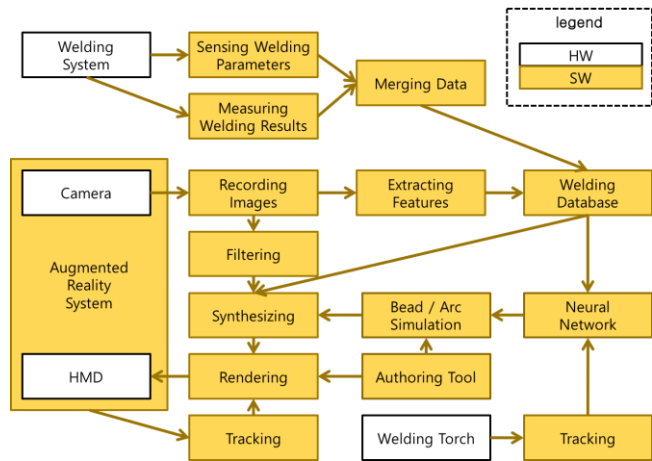 legend
HW
SW
Welding
System
Sensing Welding
Parameters
Measuring
Welding Results
Merging Data
Camera
Recording
Images
Extracting
Features
Welding
Database
Filtering
Augmented
Reality
System
Synthesizing
Bead / Arc
Simulation
Neural
Network
HMD
Rendering
Authoring Tool
Tracking
Welding Torch
Tracking